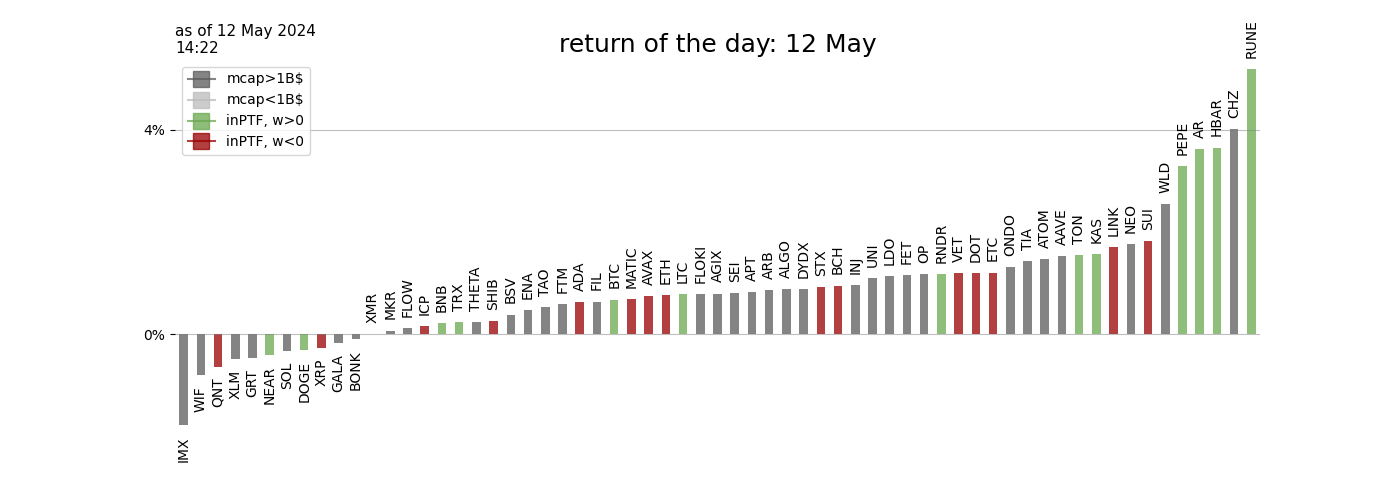 as of 12 May 2024
14:22
return of the day: 12 May
mcap>1B$
mcap<1B$
inPTF, w>0
inPTF, w<0
4%
0%
IMX
WIF
QNT
XLM
GRT
NEAR
SOL
DOGE
XRP
GALA
BONK
XMR
MKR
FLOW
ICP
BNB
TRX
THETA
SHIB
BSV
ENA
TAO
FTM
ADA
FIL
BTC
MATIC
AVAX
ETH
LTC
FLOKI
AGIX
SEI
APT
ARB
ALGO
DYDX
STX
BCH
INJ
UNI
LDO
FET
OP
RNDR
VET
DOT
ETC
ONDO
TIA
ATOM
AAVE
TON
KAS
LINK
NEO
SUI
WLD
PEPE
AR
HBAR
CHZ
RUNE